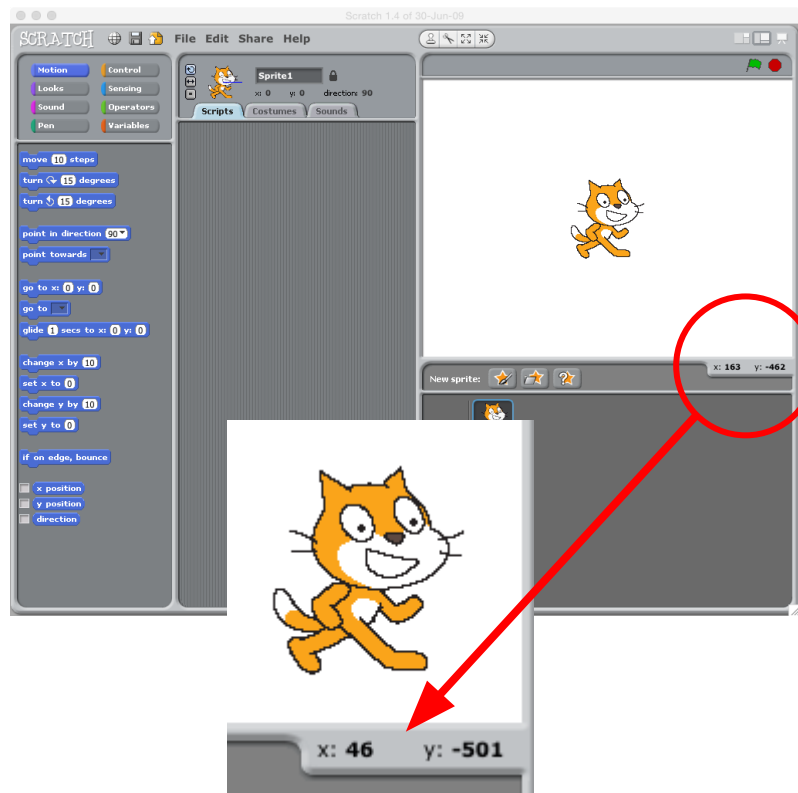 Scratch 1.4 of 30-Jun-09
SCRATCH File Edit Share Help
Motion Control
Looks Sensing
Sound Operators
Pen Variables
Sprite1
x: 0 y: 0 direction: 90
Scripts Costumes Sounds
move 10 steps
turn 15 degrees
turn 15 degrees
point in direction 90
point towards
go to x: 0 y: 0
go to
glide 1 secs to x: 0 y: 0
change x by 10
set x to 0
change y by 10
set y to 0
if on edge, bounce
x position
y position
direction
x: 163 y: -462
New sprite:
x: 46 y: -501